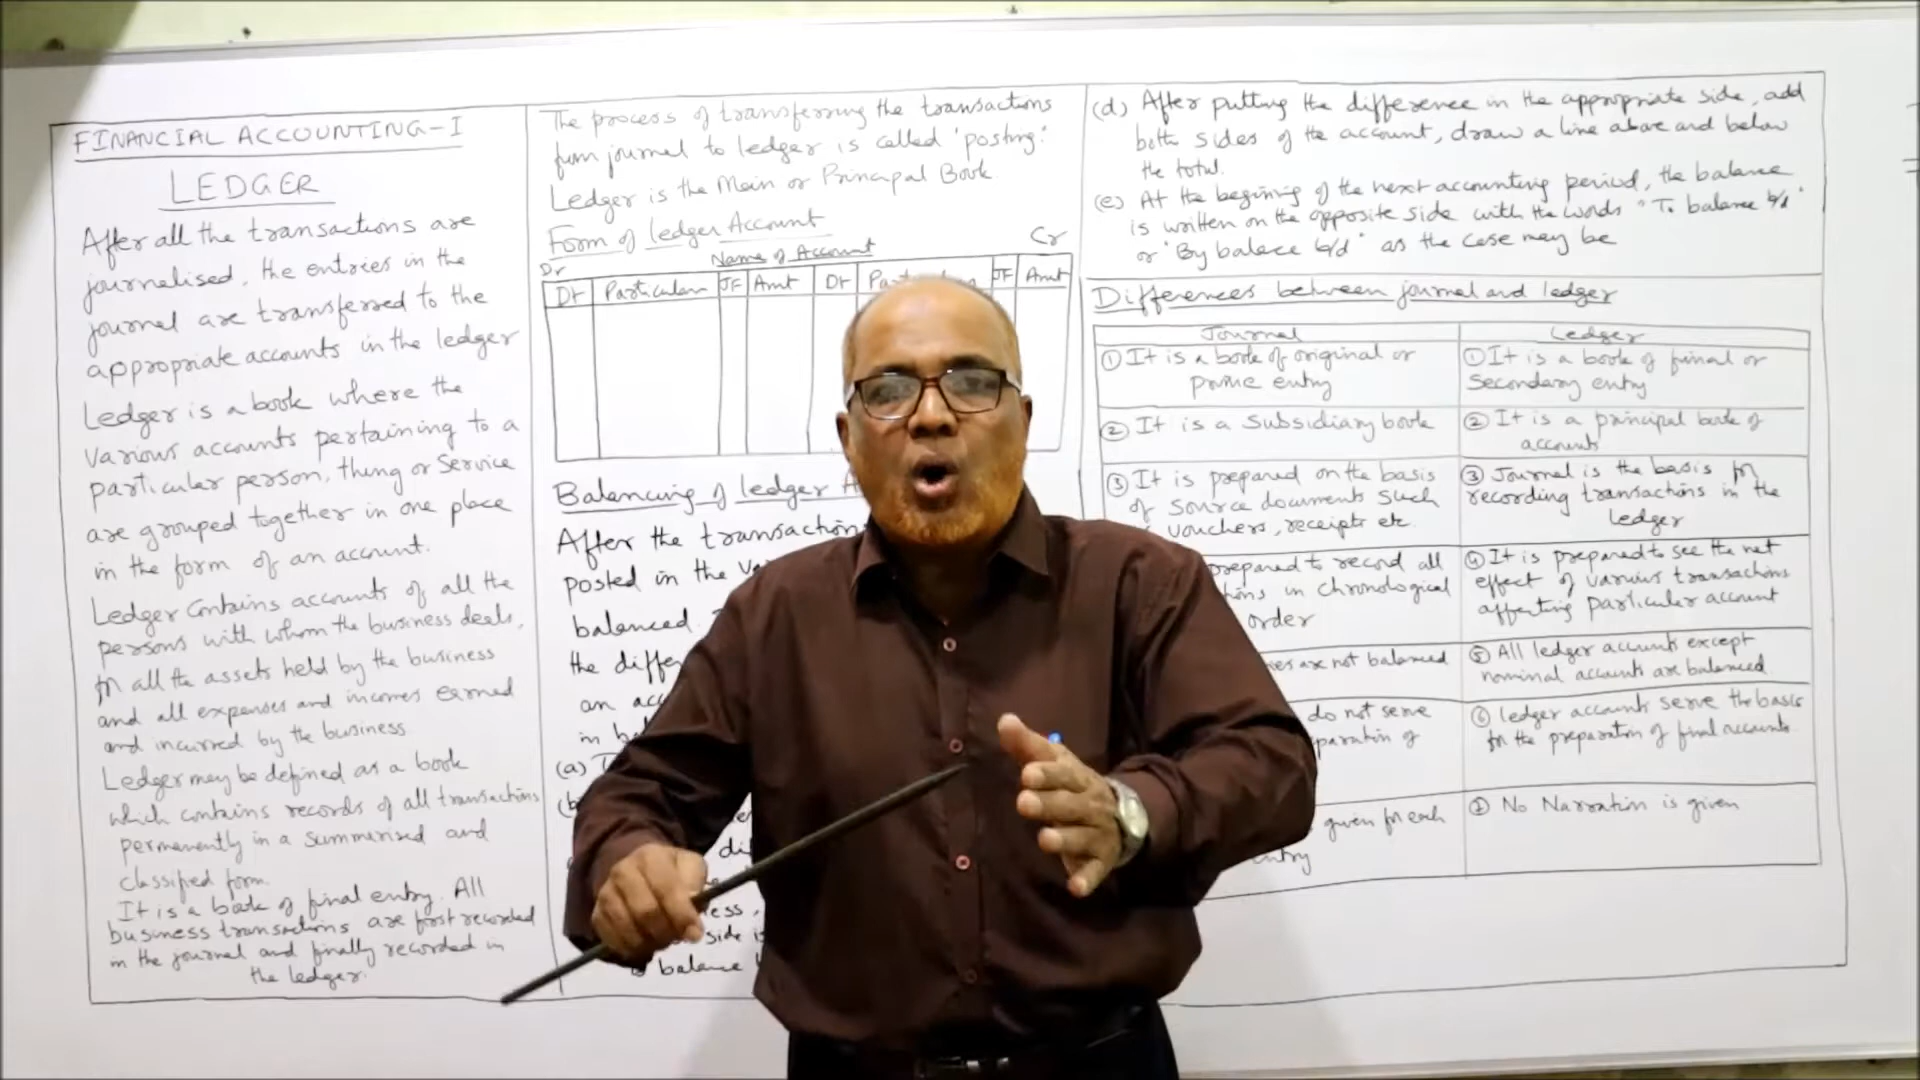 FINANCIAL ACCOUNTING-I
LEDGER
After all the transactions are
journalised, the entries in the
journal are transferred to the
appropriate accounts in the ledger
Ledger is a book where the
various accounts pertaining to a
particular person, thing or Service
are grouped together in one place
in the form of an account.
Ledger Contains accounts of all the
persons with whom the business deals,
for all the assets held by the business
and all expenses and incomes earned
and incurred by the business
Ledger may be defined as a book
which contains records of all transactions
permanently in a summarised and
classified form.
It is a book of final entry. All
business transactions are first recorded
in the journal and finally recorded in
the ledger.
The process of transferring the transactions
from journal to ledger is called 'posting'.
Ledger is the Main or Principal Book.
Form of ledger Account
Name of Account
Dr
Cr
Dt Particulars JF Amt Dt JF Amt
Balancing of ledger
After the transaction
posted in the
balanced.
the
an
in
(a)
side
balance
(d) After putting the difference in the appropriate side, add
both sides of the account, draw a line above and below
the total.
(e) At the beginning of the next accounting period, the balance
is written on the opposite side with the words "To balance b/d"
or "By balace b/d" as the case may be
Differences between journal and ledger
Journal
Ledger
① It is a book of original or
prime entry
① It is a book of final or
Secondary entry
② It is a Subsidiary book
② It is a principal book of
accounts
③ It is prepared on the basis
of source documents such
vouchers, receipts etc.
③ Journal is the basis for
recording transactions in the
ledger
prepared to record all
in chronological
order
④ It is prepared to see the net
effect of various transactions
affecting particular account
are not balanced
⑤ All ledger accounts except
nominal accounts are balanced.
do not serve
of
⑥ ledger accounts serve the basis
for the preparation of final accounts.
given for each
entry
⑦ No Narration is given